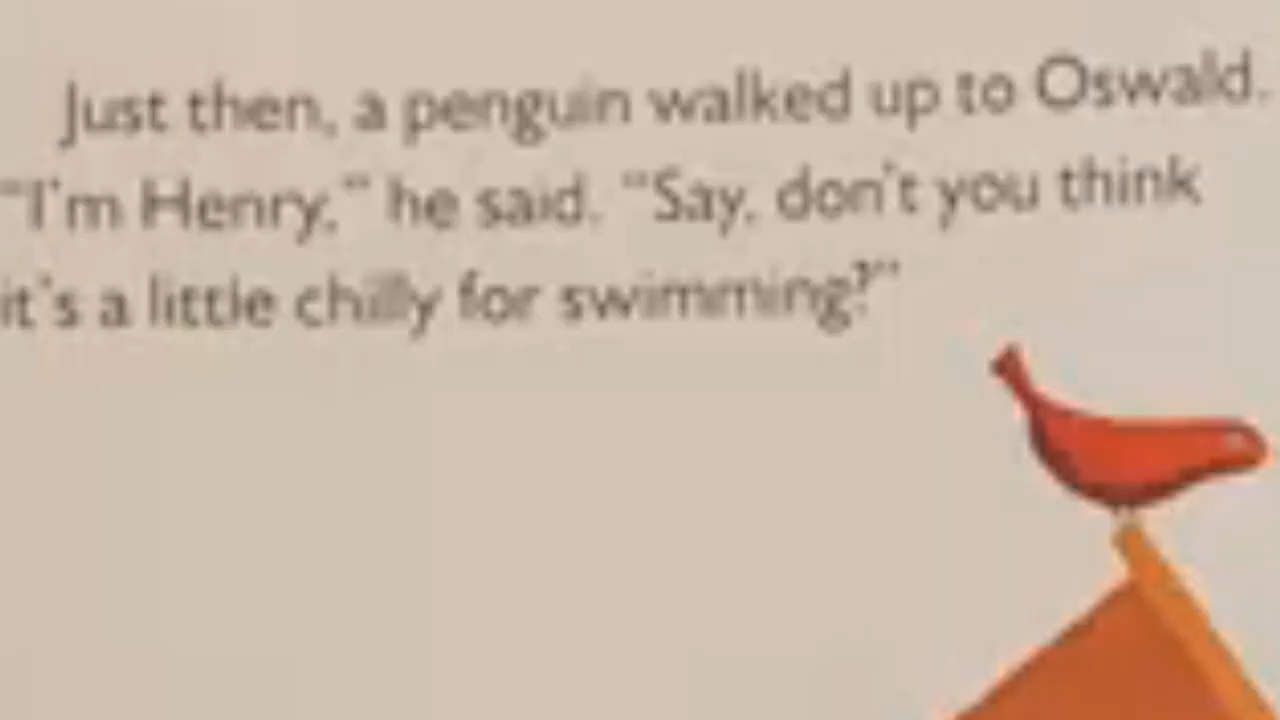 Just then, a penguin walked up to Oswald.
"I'm Henry," he said. "Say, don't you think
it's a little chilly for swimming?"